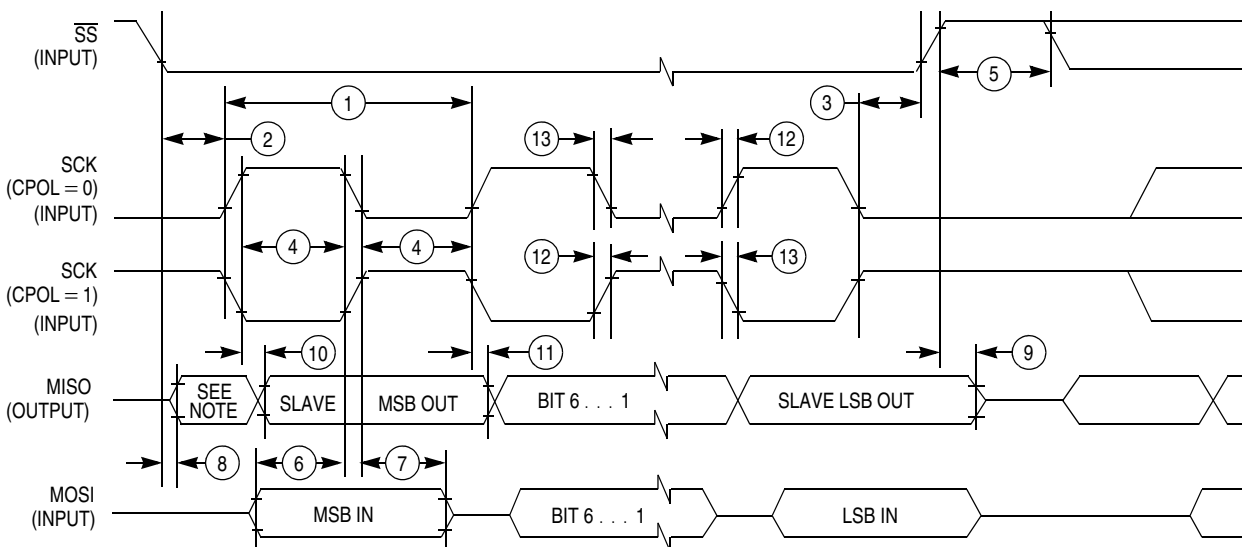 SS
(INPUT)
5
1
3
2
13
12
SCK
(CPOL = 0)
(INPUT)
4
4
12
13
SCK
(CPOL = 1)
(INPUT)
10
11
9
MISO
(OUTPUT)
SEE
NOTE
SLAVE
MSB OUT
BIT 6 . . . 1
SLAVE LSB OUT
8
6
7
MOSI
(INPUT)
MSB IN
BIT 6 . . . 1
LSB IN